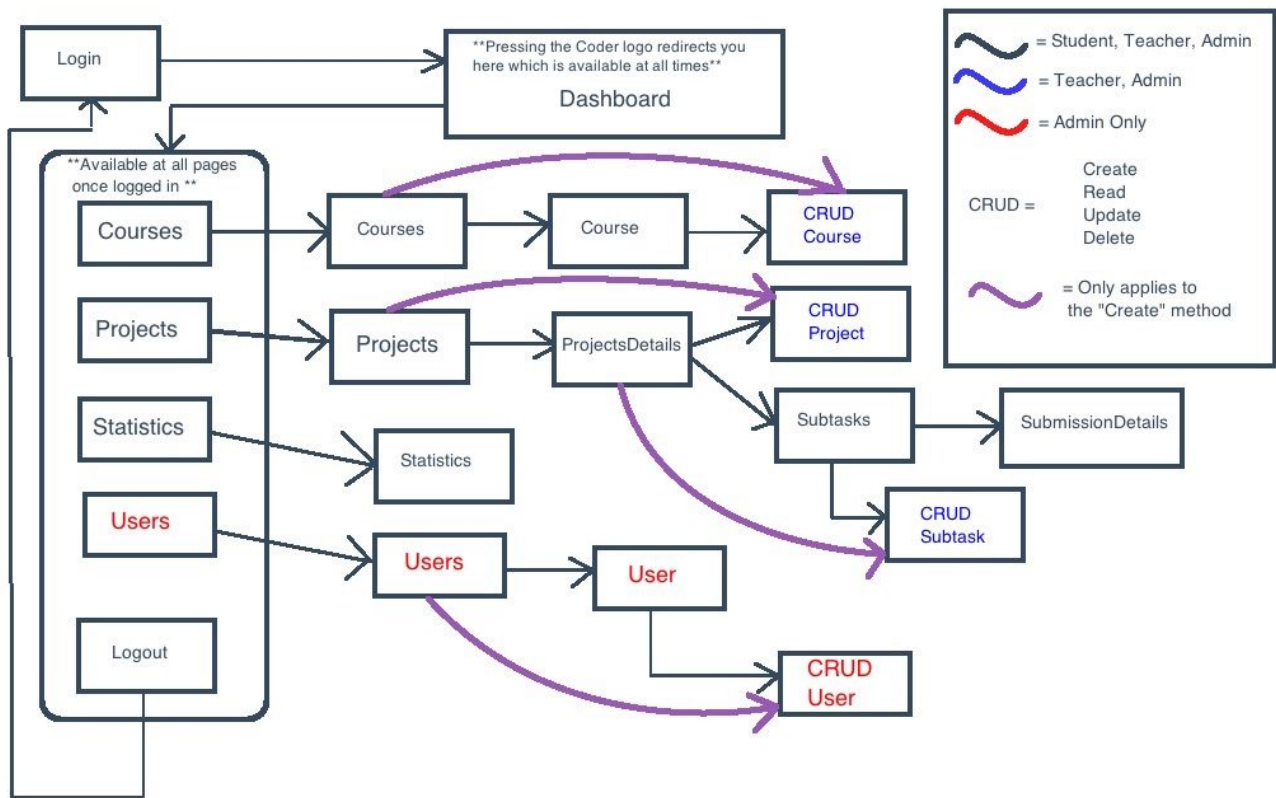 Login
**Pressing the Coder logo redirects you
here which is available at all times**
Dashboard
= Student, Teacher, Admin
= Teacher, Admin
= Admin Only
CRUD =
Create
Read
Update
Delete
= Only applies to
the "Create" method
**Available at all pages
once logged in **
Courses
Courses
Course
CRUD
Course
Projects
Projects
ProjectsDetails
CRUD
Project
Subtasks
SubmissionDetails
CRUD
Subtask
Statistics
Statistics
Users
Users
User
CRUD
User
Logout